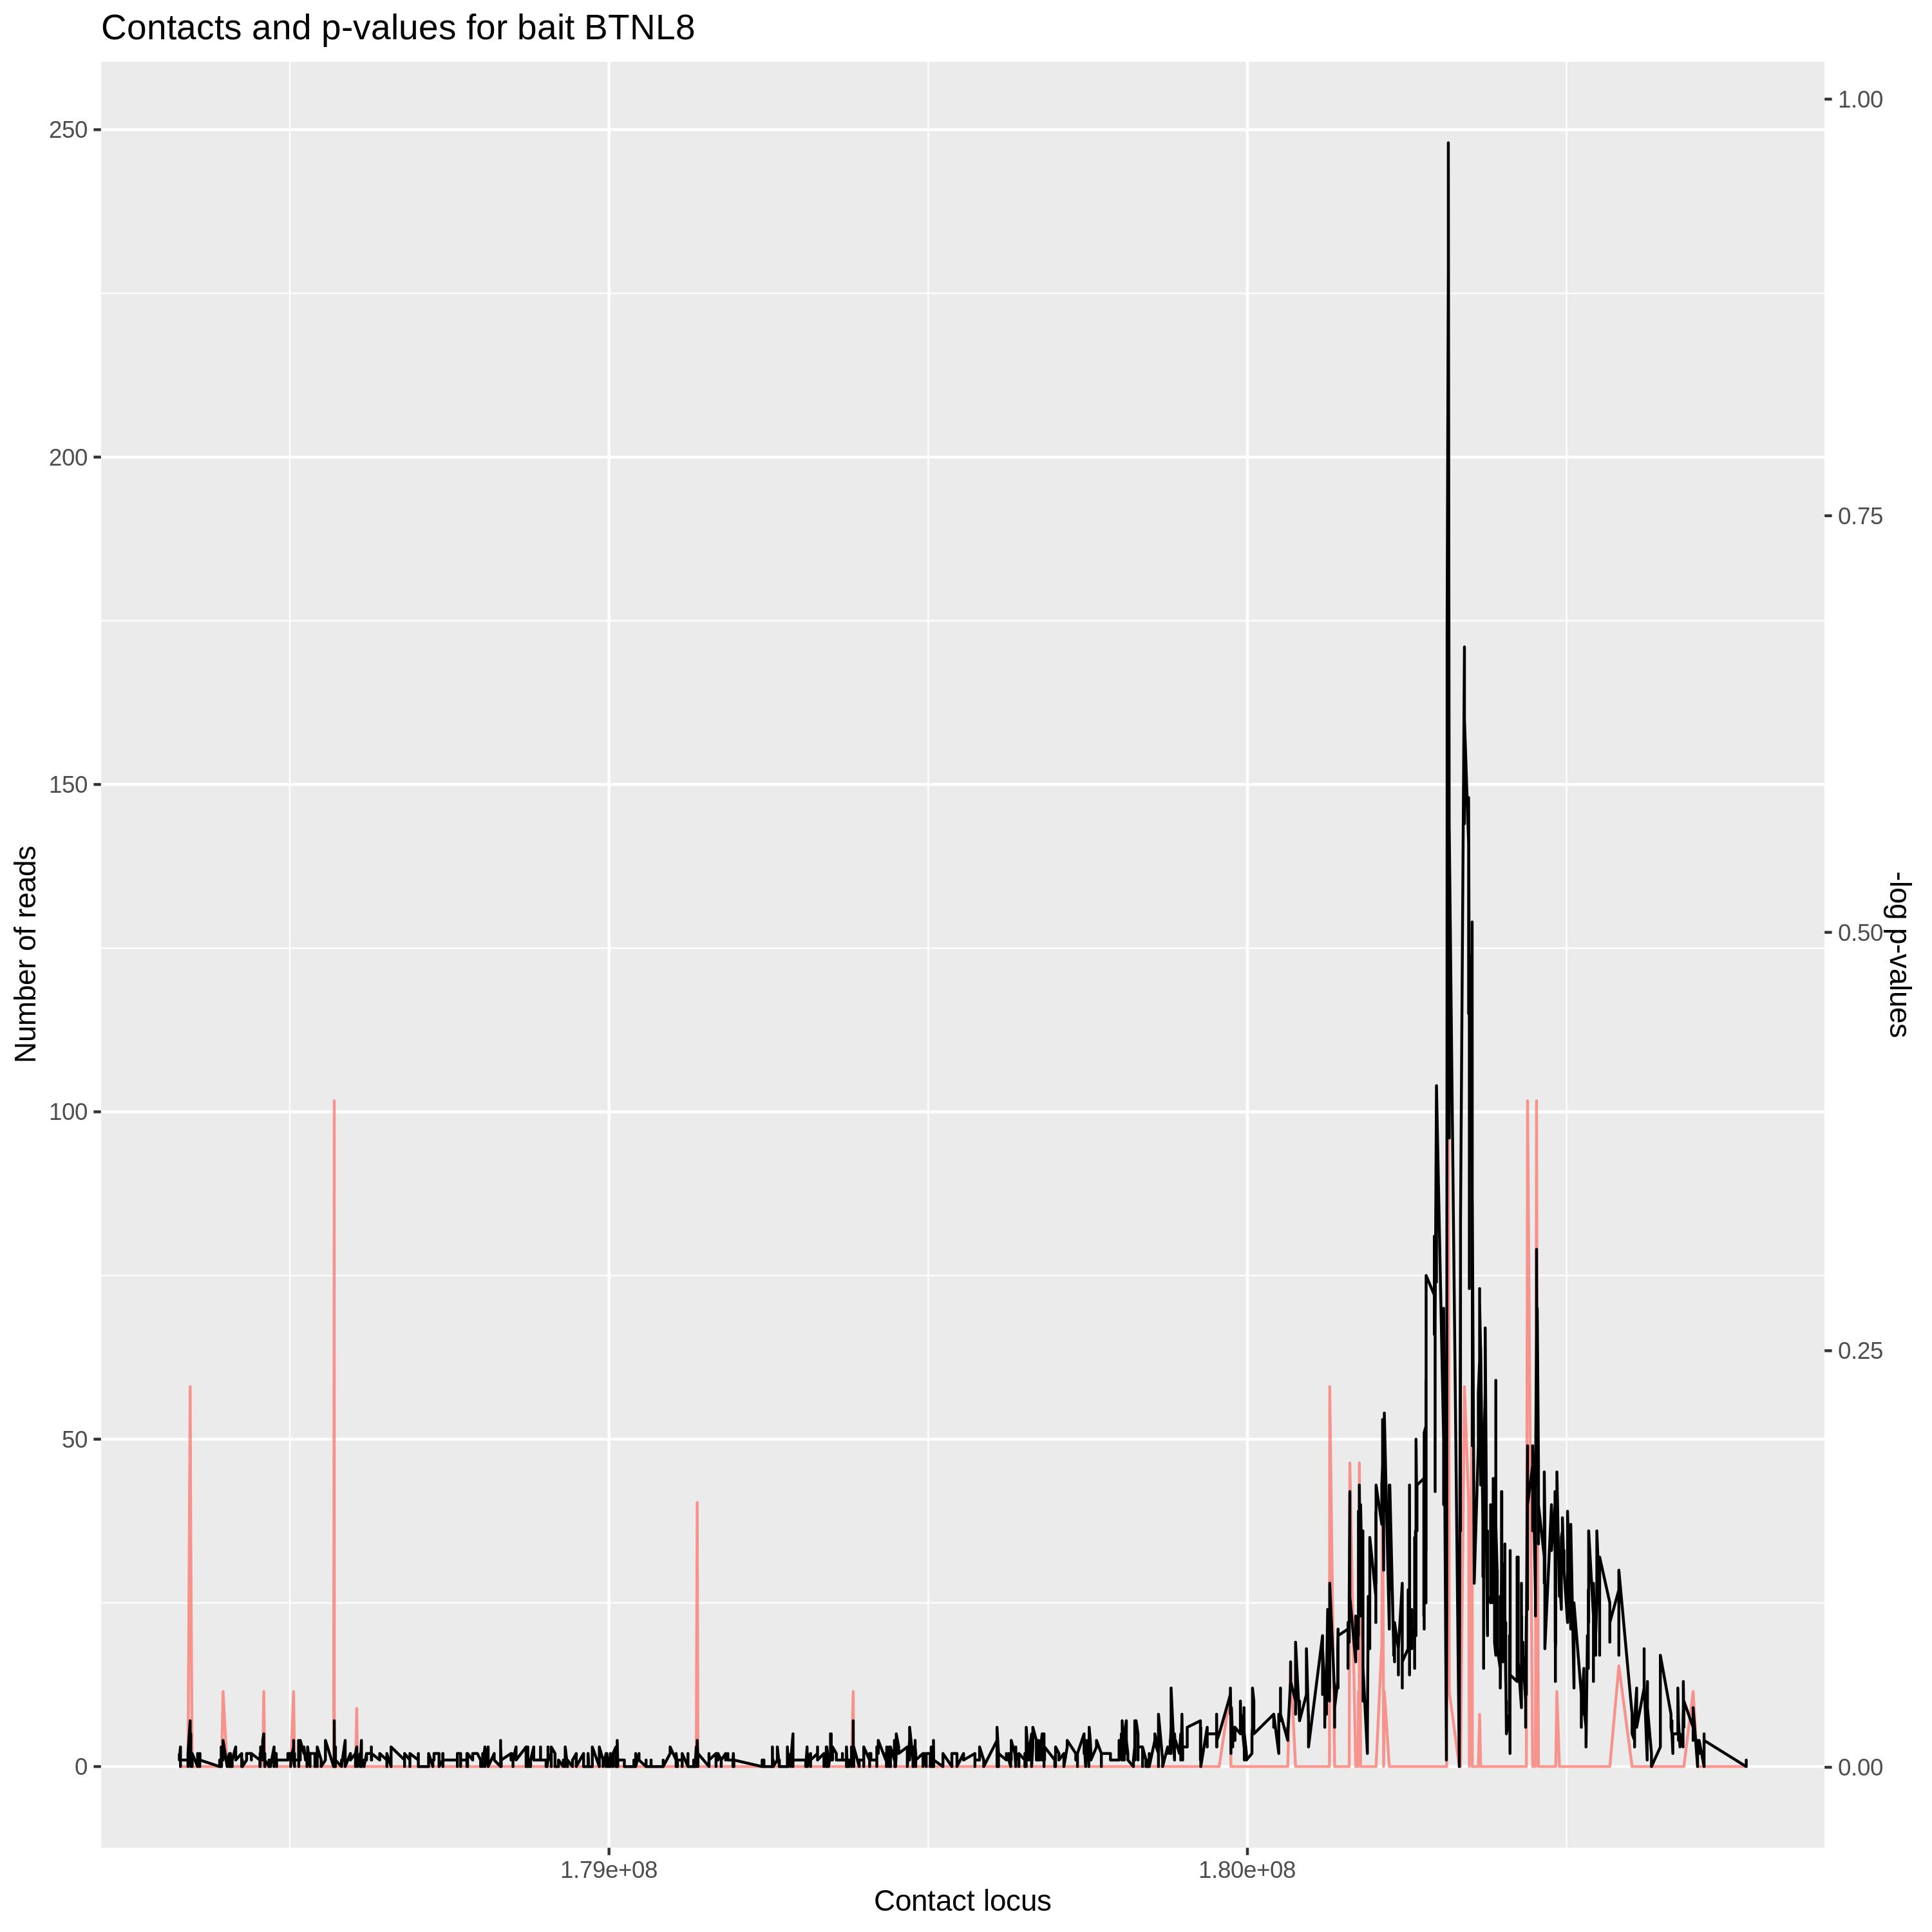 Contacts and p-values for bait BTNL8
250
200
150
100
50
0
Number of reads
1.00
0.75
0.50
0.25
0.00
-log p-values
1.79e+08
1.80e+08
Contact locus